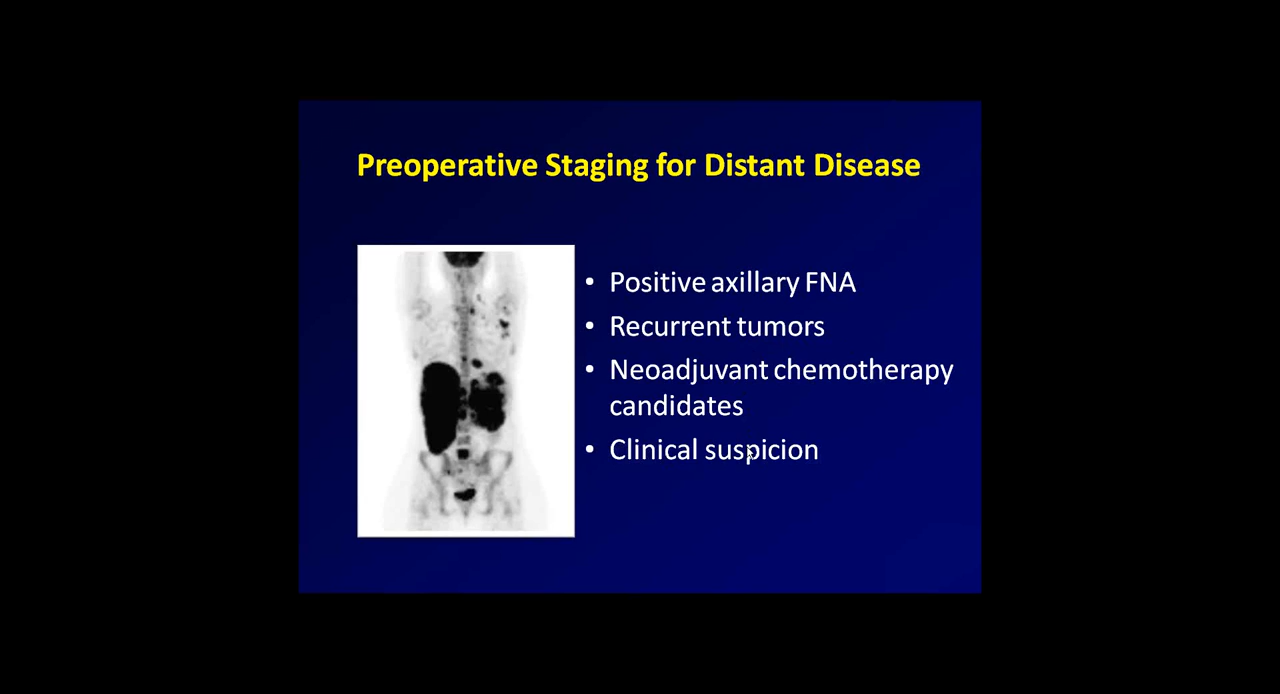 Preoperative Staging for Distant Disease
• Positive axillary FNA
• Recurrent tumors
• Neoadjuvant chemotherapy
candidates
• Clinical suspicion